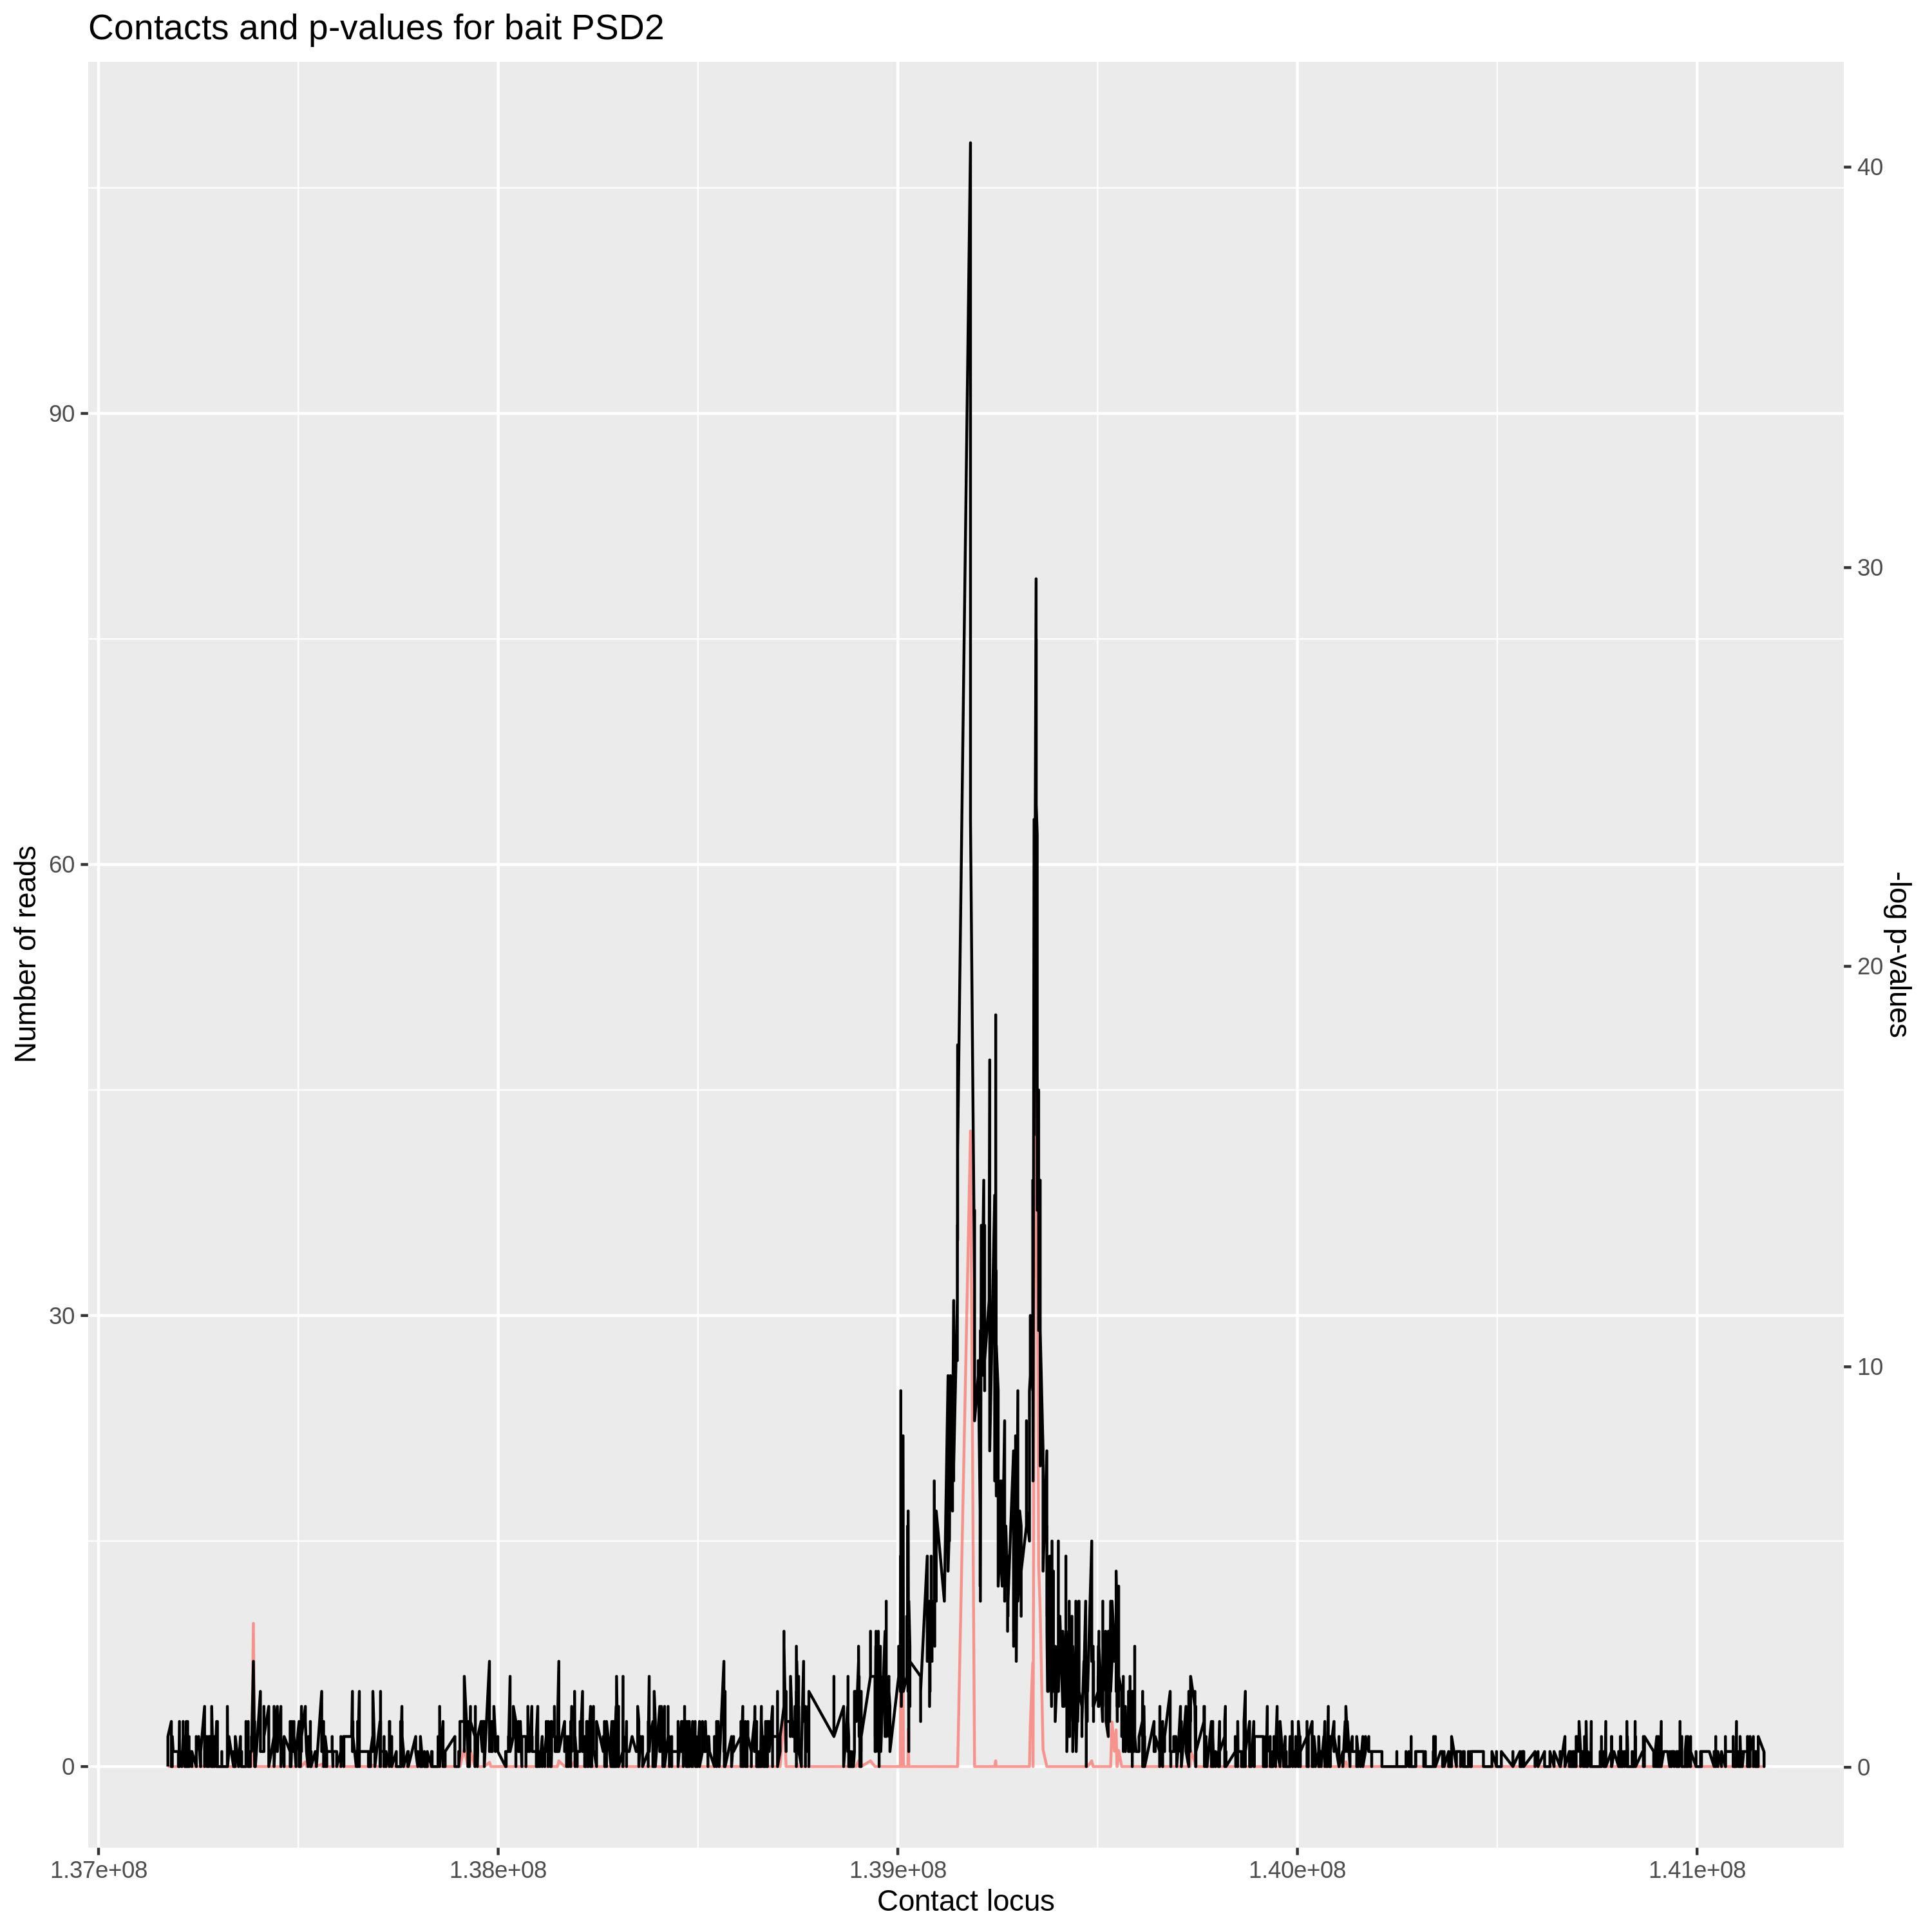 Contacts and p-values for bait PSD2
Number of reads
90
60
30
0
40
30
20
10
0
-log p-values
1.37e+08 1.38e+08 1.39e+08 1.40e+08 1.41e+08
Contact locus